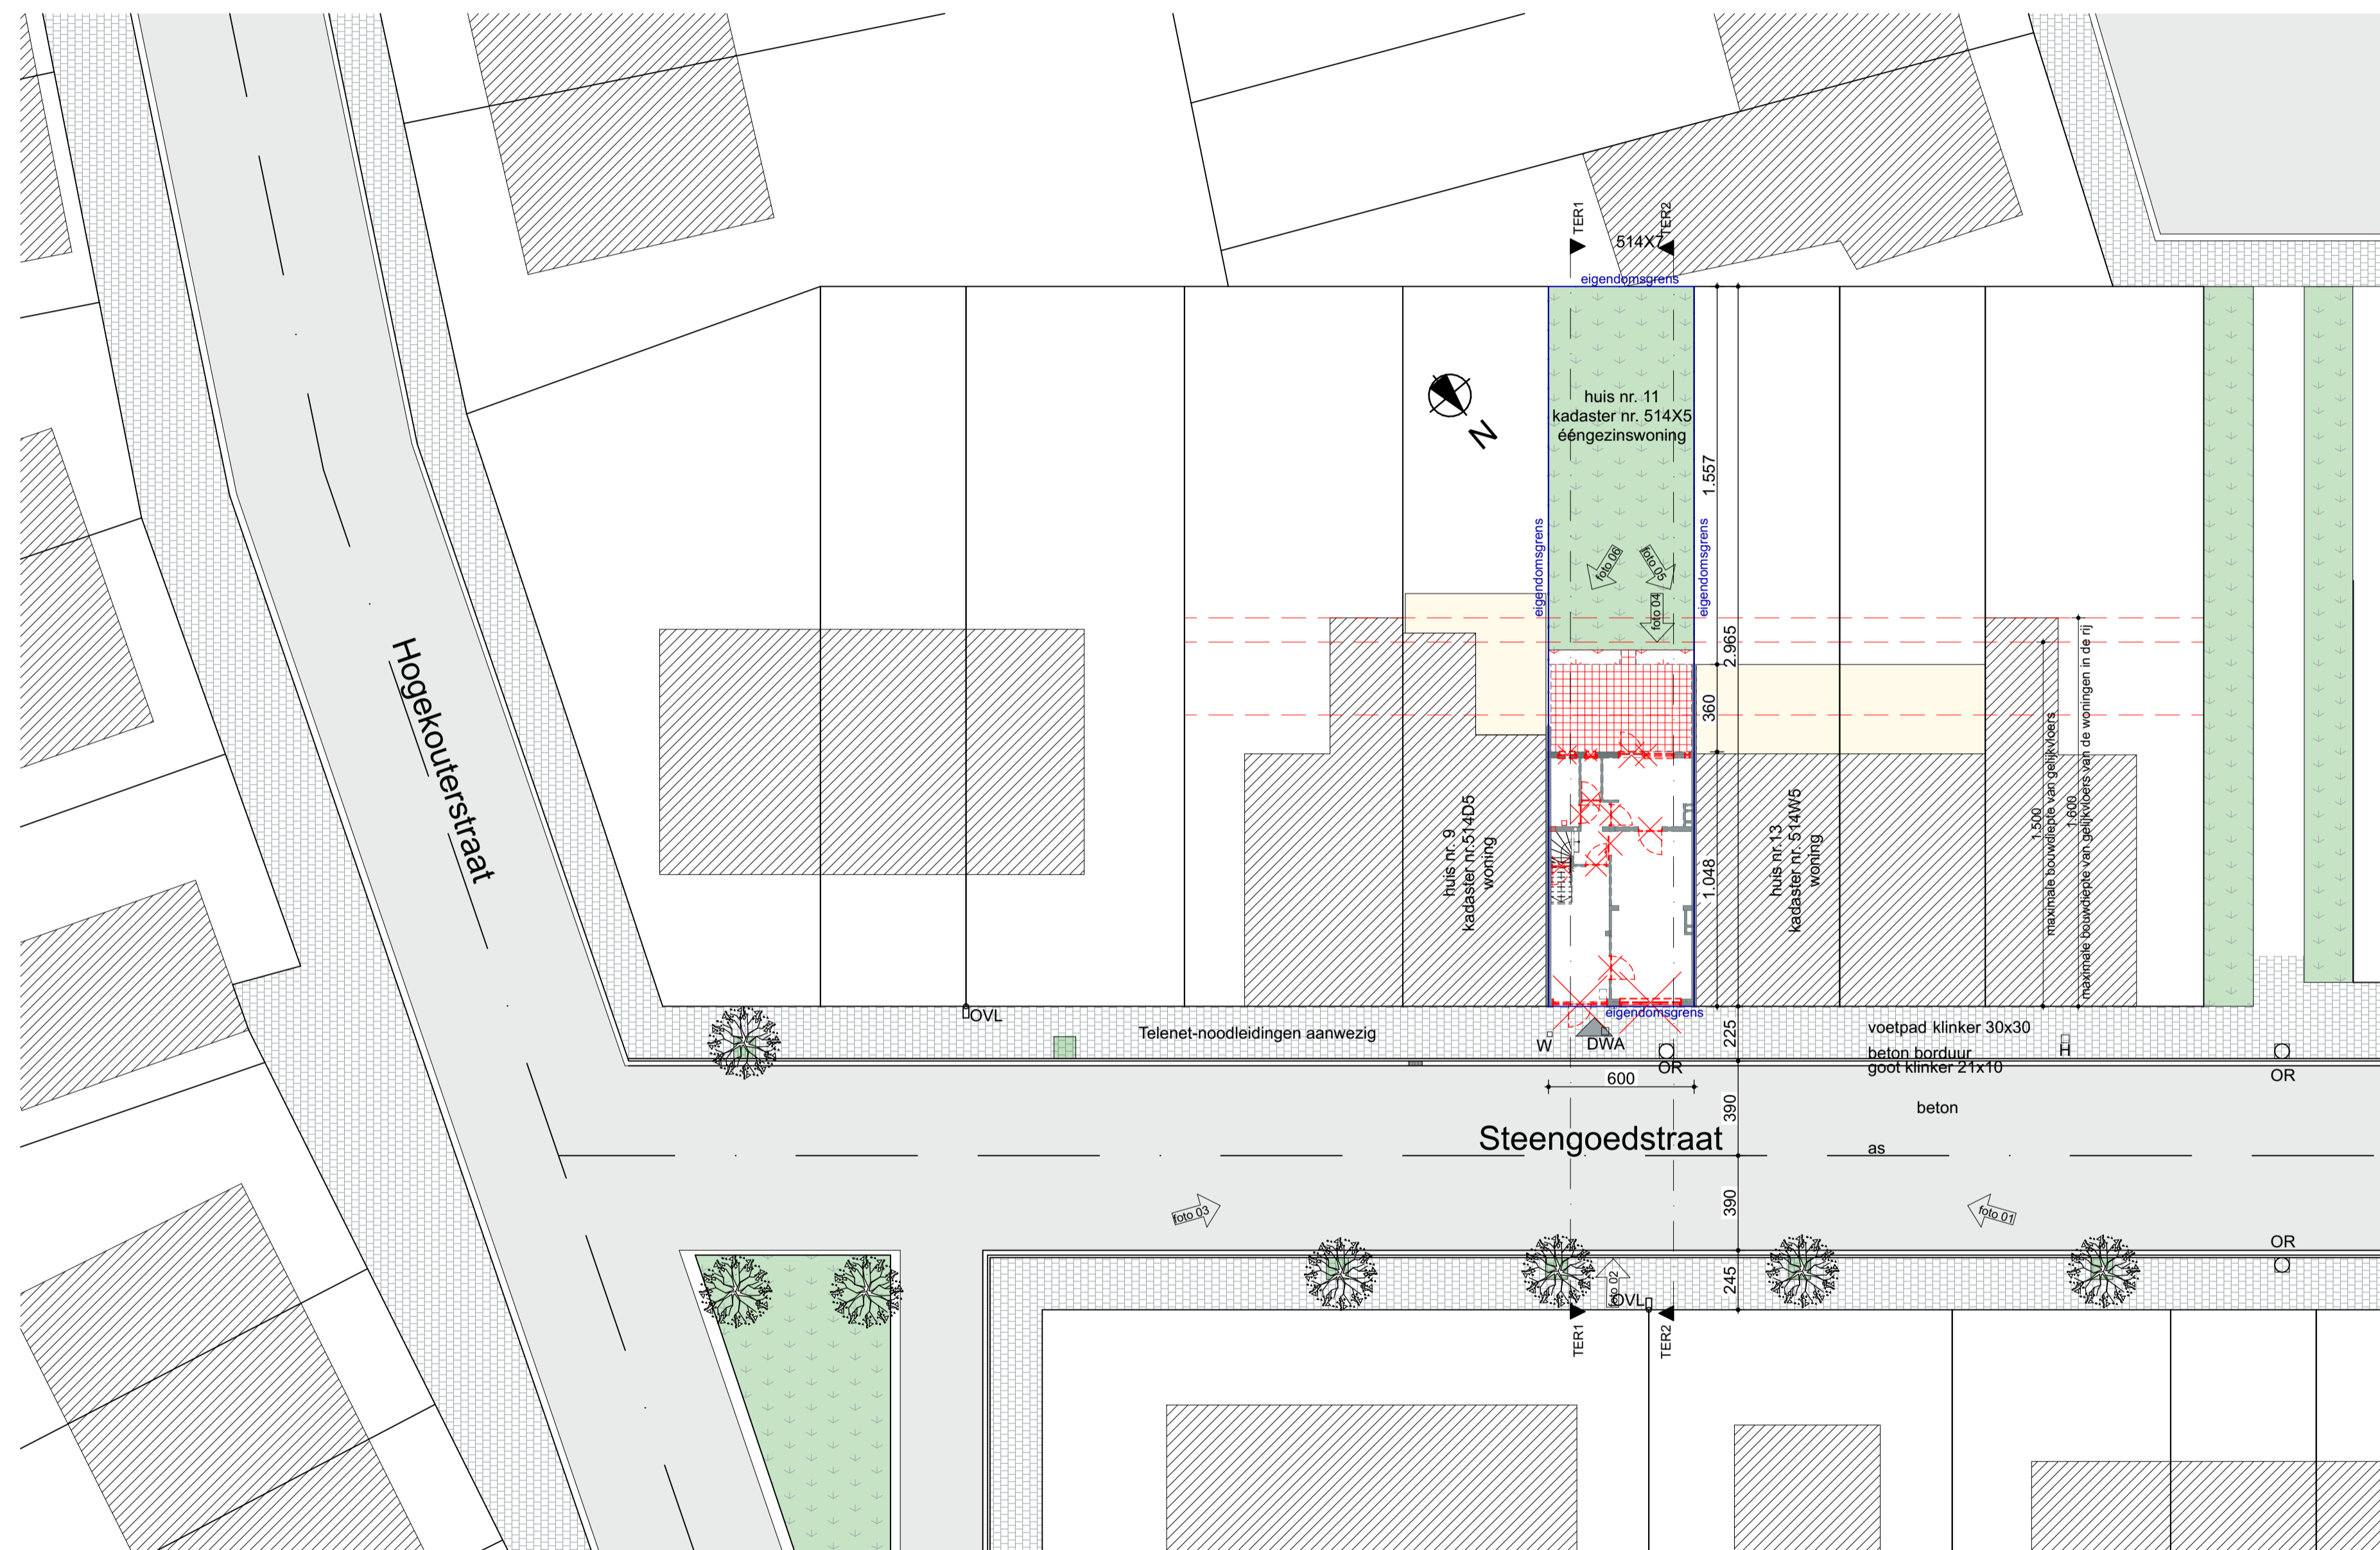 TER1
TER2
514X7
eigendomsgrens
N
huis nr. 11
kadaster nr. 514X5
ééngezinswoning
1.557
eigendomsgrens
eigendomsgrens
foto 06
foto 05
foto 04
2.965
360
1.048
Hogekouterstraat
huis nr. 9
kadaster nr.514D5
woning
huis nr.13
kadaster nr. 514W5
woning
1.500
maximale bouwdiepte van gelijkvloers
1.600
maximale bouwdiepte van gelijkvloers van de woningen in de rij
OVL
Telenet-noodleidingen aanwezig
eigendomsgrens
W
DWA
OR
225
voetpad klinker 30x30
H
beton borduur
goot klinker 21x10
OR
600
390
beton
Steengoedstraat
as
390
foto 03
foto 01
OR
245
foto 02
OVL
TER1
TER2